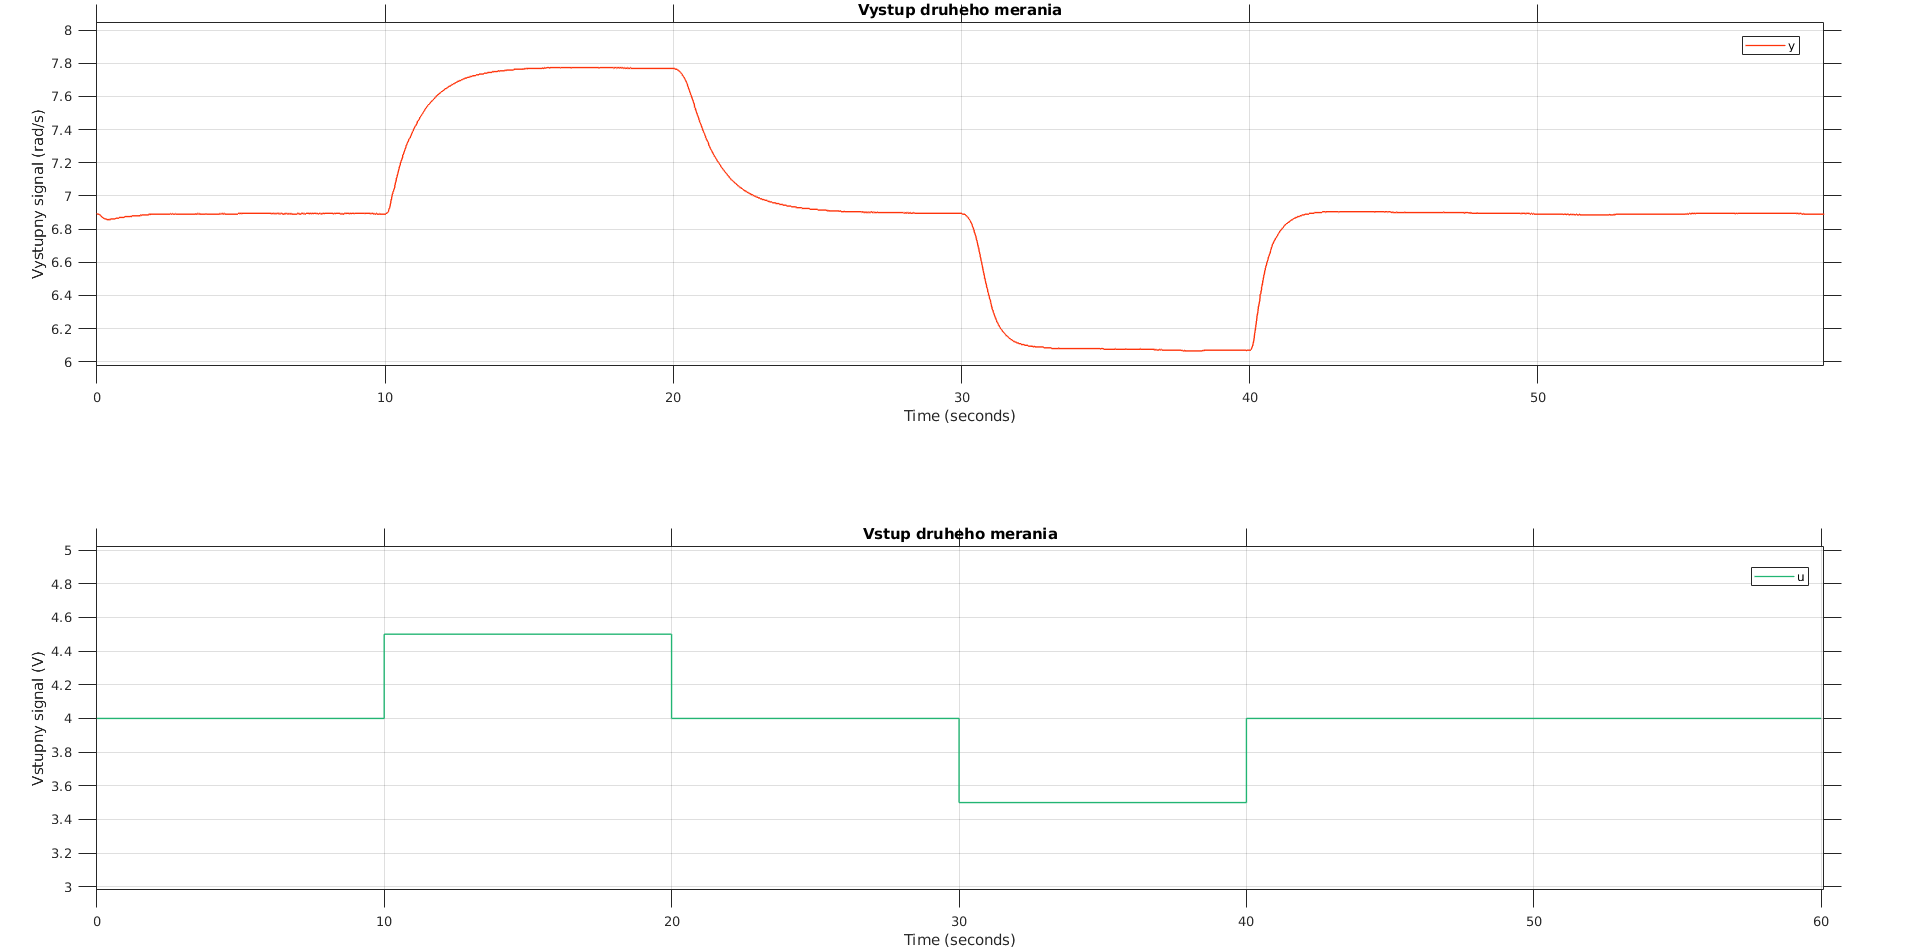 Vystup druheho merania
y
Vystupny signal (rad/s)
8
7.8
7.6
7.4
7.2
7
6.8
6.6
6.4
6.2
6
0 10 20 30 40 50
Time (seconds)
Vstup druheho merania
u
Vstupny signal (V)
5
4.8
4.6
4.4
4.2
4
3.8
3.6
3.4
3.2
3
0 10 20 30 40 50 60
Time (seconds)